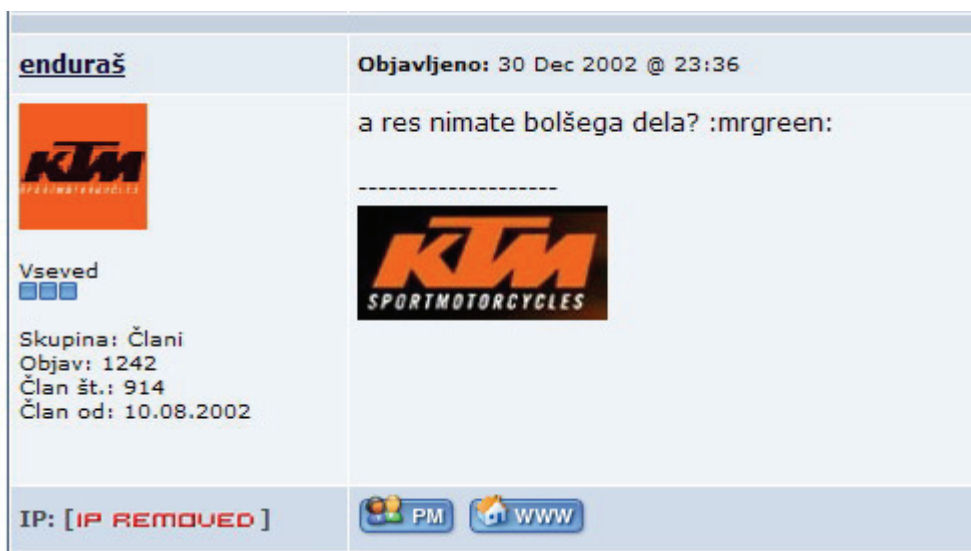 enduraš
Objavljeno: 30 Dec 2002 @ 23:36
KTM
SPORTMOTORCYCLES
Vseved
Skupina: Člani
Objav: 1242
Član št.: 914
Član od: 10.08.2002
a res nimate bolšega dela? :mrgreen:
--------------------
KTM
SPORTMOTORCYCLES
IP: [IP REMOVED]
PM
WWW